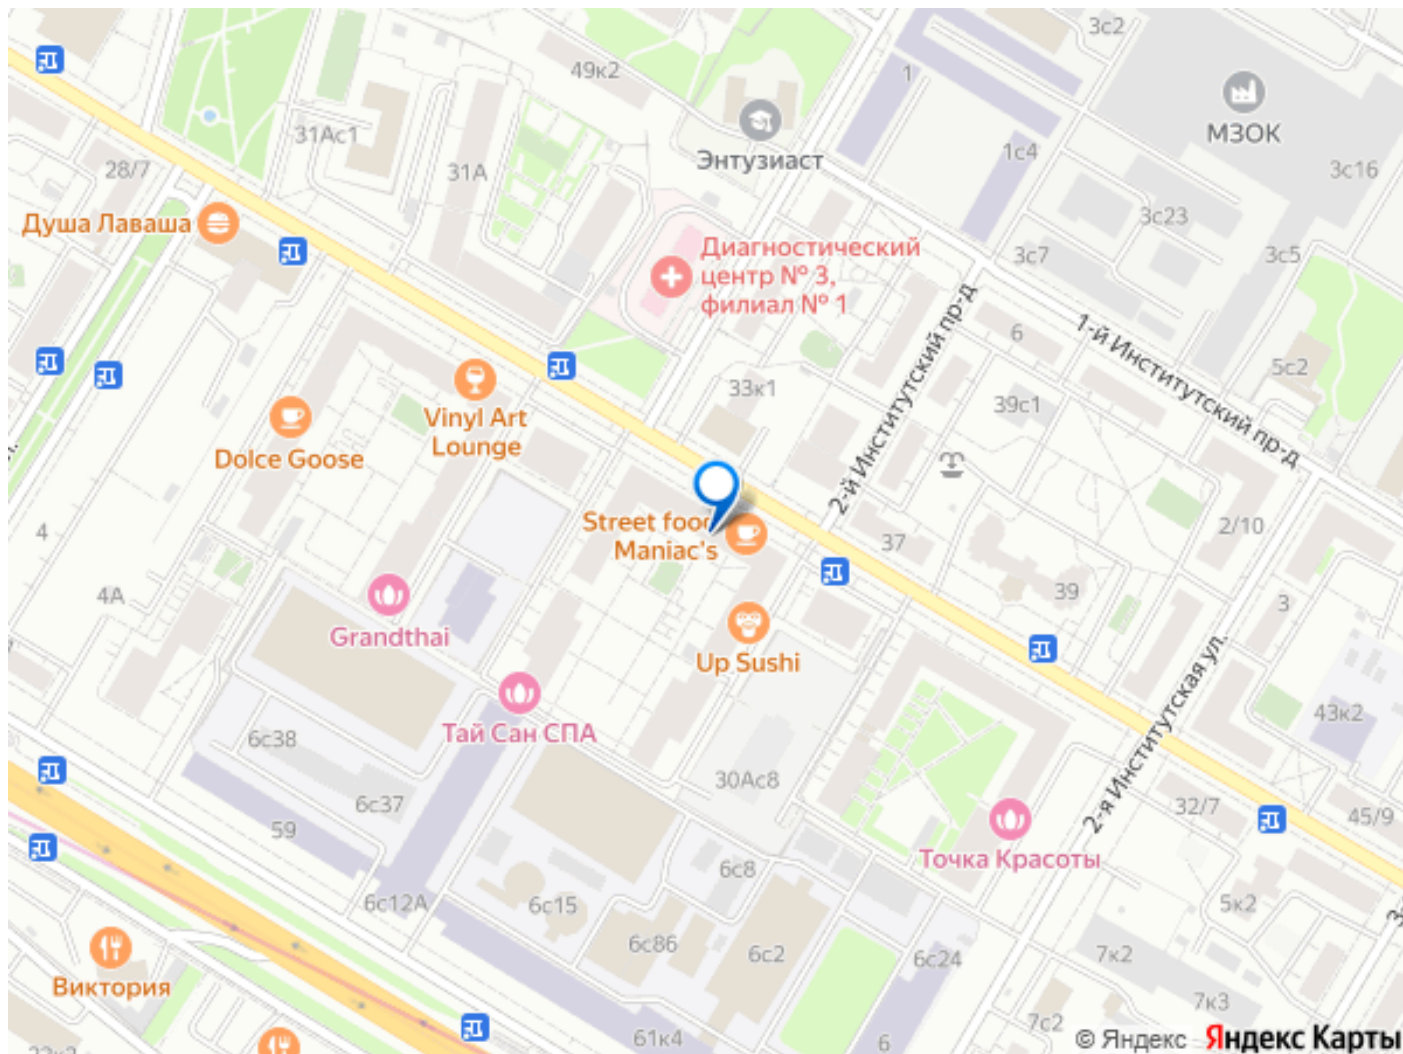 3с2
49к2
1
МЗОК
31Ас1
Энтузиаст
1с4
28/7
31А
3с16
3с23
Душа Лаваша
Диагностический
центр № 3,
филиал № 1
3с7
3с5
2-й Институтский пр-д
1-й Институтский пр-д
6
5с2
33к1
39с1
Vinyl Art
Lounge
Dolce Goose
4
Street food
Maniac's
37
2/10
4А
39
3
Grandthai
Up Sushi
2-я Институтская ул.
43к2
Тай Сан СПА
6с38
30Ас8
6с37
32/7
45/9
59
Точка Красоты
6с8
6с12А
6с15
5к2
6с86
6с2
6с24
7к2
Виктория
7к3
7с2
61к4
6
© Яндекс Яндекс Карты